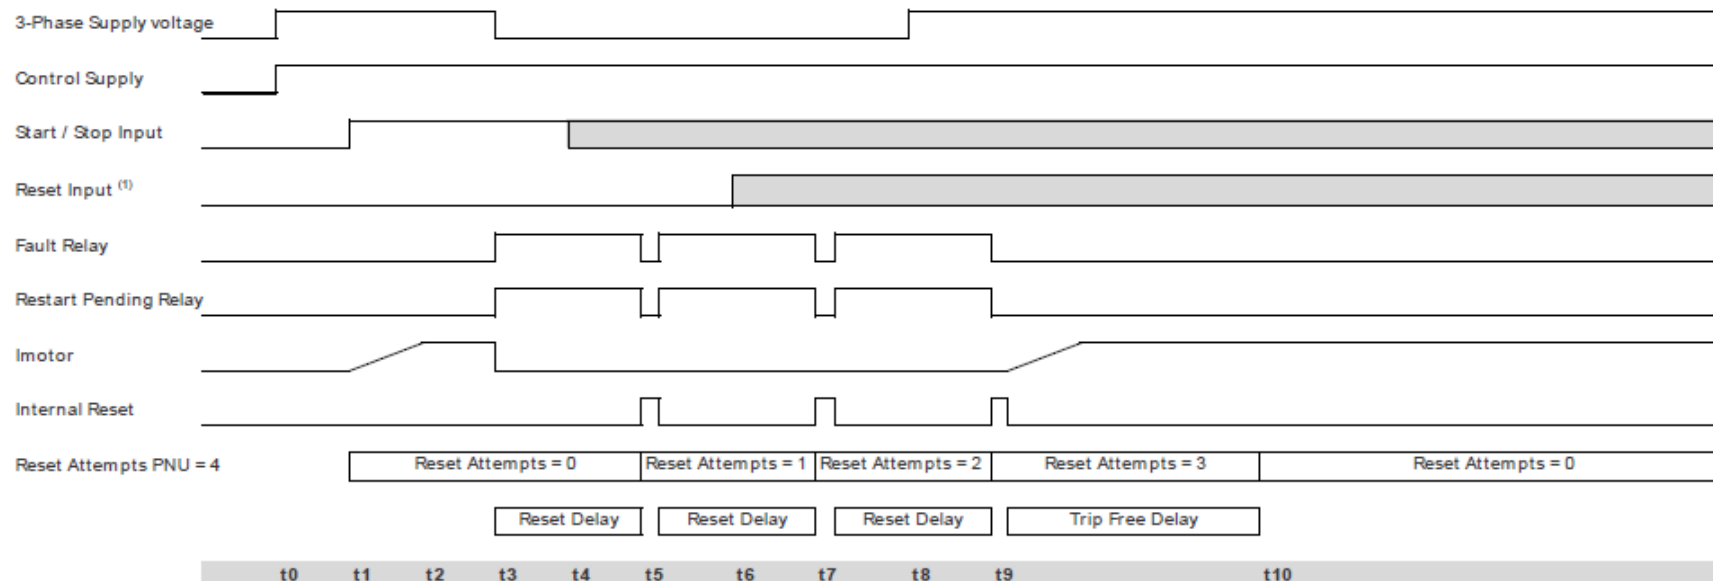 3-Phase Supply voltage
Control Supply
Start / Stop Input
Reset Input (1)
Fault Relay
Restart Pending Relay
Imotor
Internal Reset
Reset Attempts PNU = 4 Reset Attempts = 0 Reset Attempts = 1 Reset Attempts = 2 Reset Attempts = 3 Reset Attempts = 0
Reset Delay Reset Delay Reset Delay Trip Free Delay
t0 t1 t2 t3 t4 t5 t6 t7 t8 t9 t10